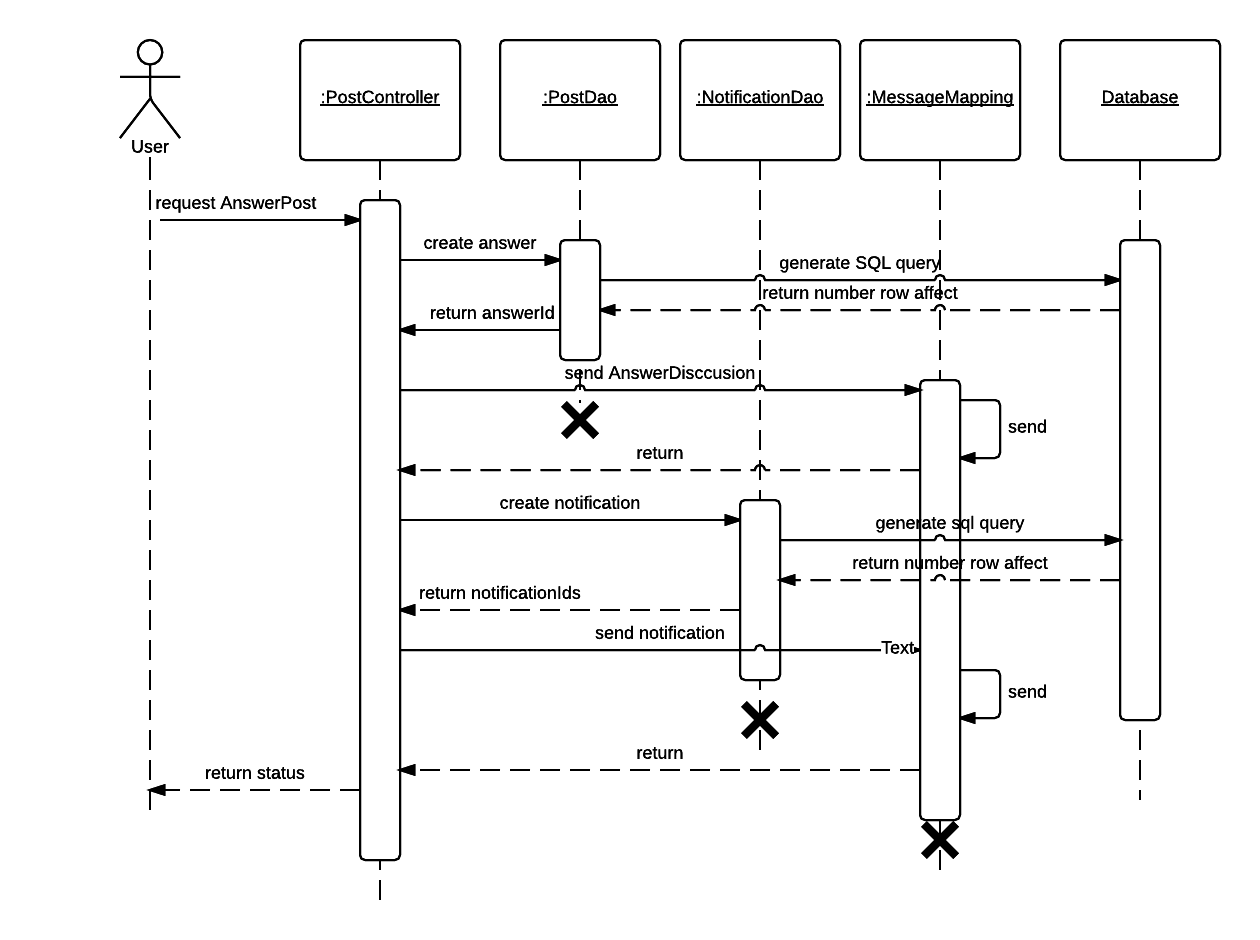 :PostController
:PostDao
:NotificationDao
:MessageMapping
Database
User
request AnswerPost
create answer
generate SQL query
return number row affect
return answerId
send AnswerDisccusion
send
return
create notification
generate sql query
return number row affect
return notificationIds
send notification
Text
send
return
return status